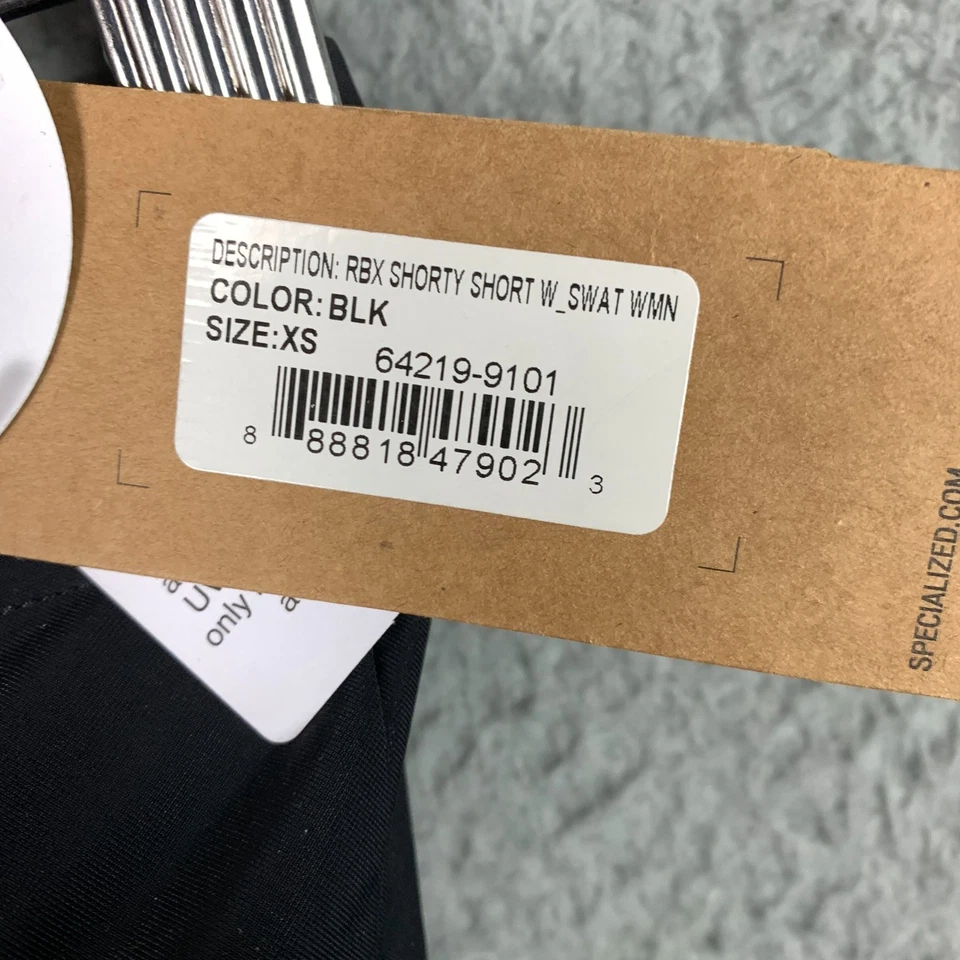 DESCRIPTION: RBX SHORTY SHORT W_SWAT WMN
COLOR: BLK
SIZE:XS 64219-9101
8 88818 47902 3
SPECIALIZED.COM
only